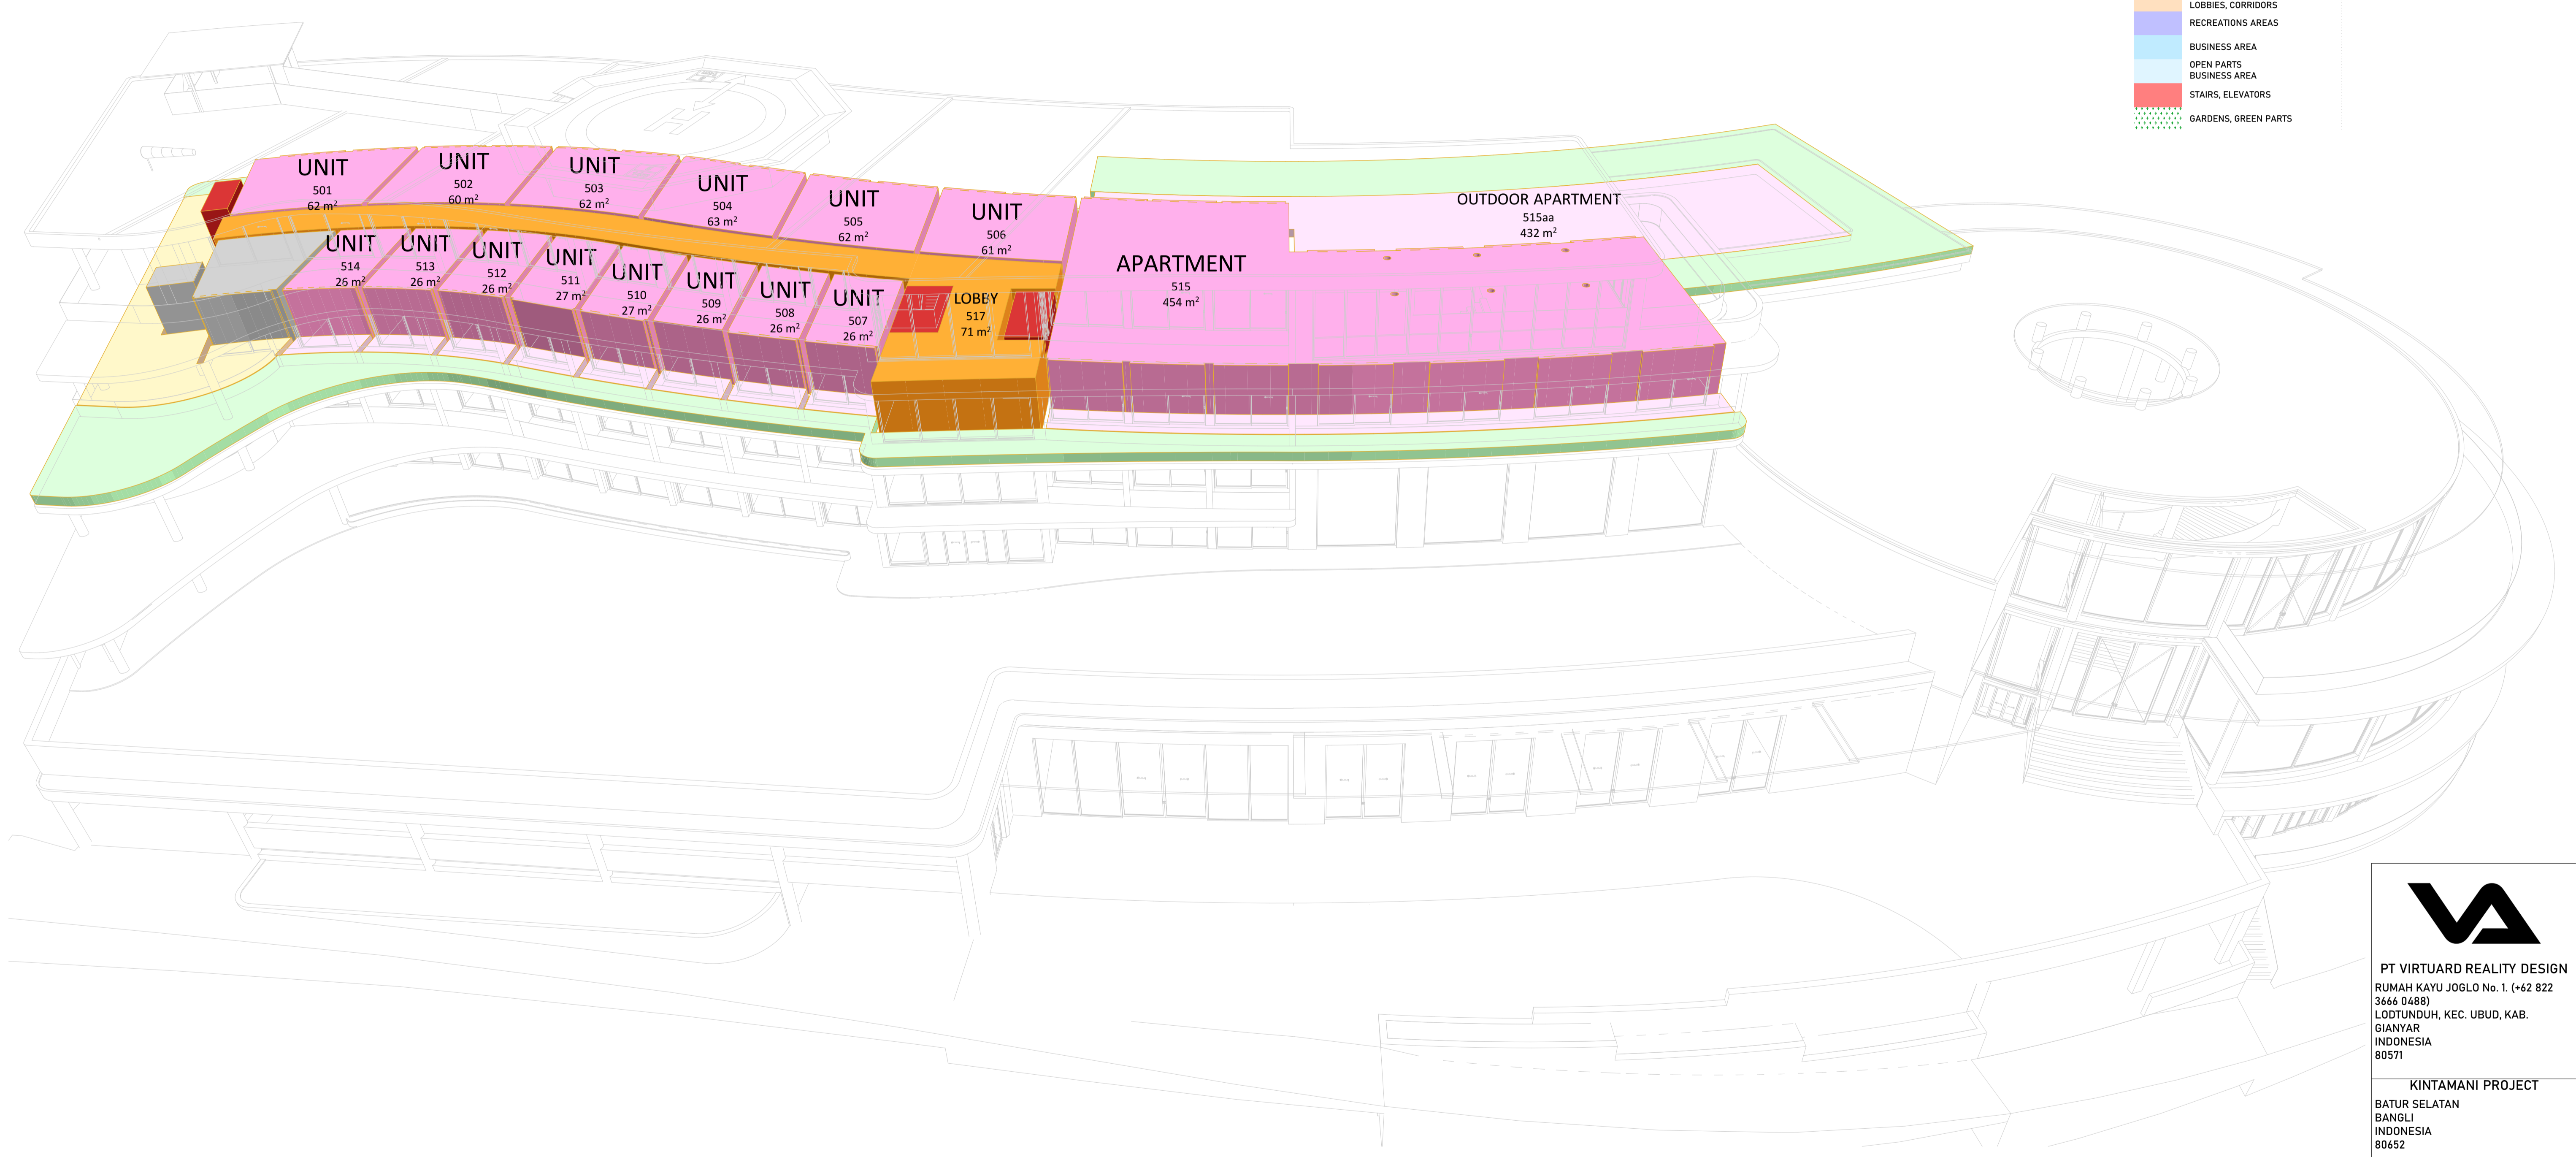 LOBBIES, CORRIDORS
RECREATIONS AREAS
BUSINESS AREA
OPEN PARTS
BUSINESS AREA
STAIRS, ELEVATORS
GARDENS, GREEN PARTS
H
UNIT
501
62 m²
UNIT
502
60 m²
UNIT
503
62 m²
UNIT
504
63 m²
UNIT
505
62 m²
UNIT
506
61 m²
UNIT
514
25 m²
UNIT
513
26 m²
UNIT
512
26 m²
UNIT
511
27 m²
UNIT
510
27 m²
UNIT
509
26 m²
UNIT
508
26 m²
UNIT
507
26 m²
LOBBY
517
71 m²
APARTMENT
515
454 m²
OUTDOOR APARTMENT
515aa
432 m²
VA
PT VIRTUARD REALITY DESIGN
RUMAH KAYU JOGLO No. 1. (+62 822
3666 0488)
LODTUNDUH, KEC. UBUD, KAB.
GIANYAR
INDONESIA
80571
KINTAMANI PROJECT
BATUR SELATAN
BANGLI
INDONESIA
80652